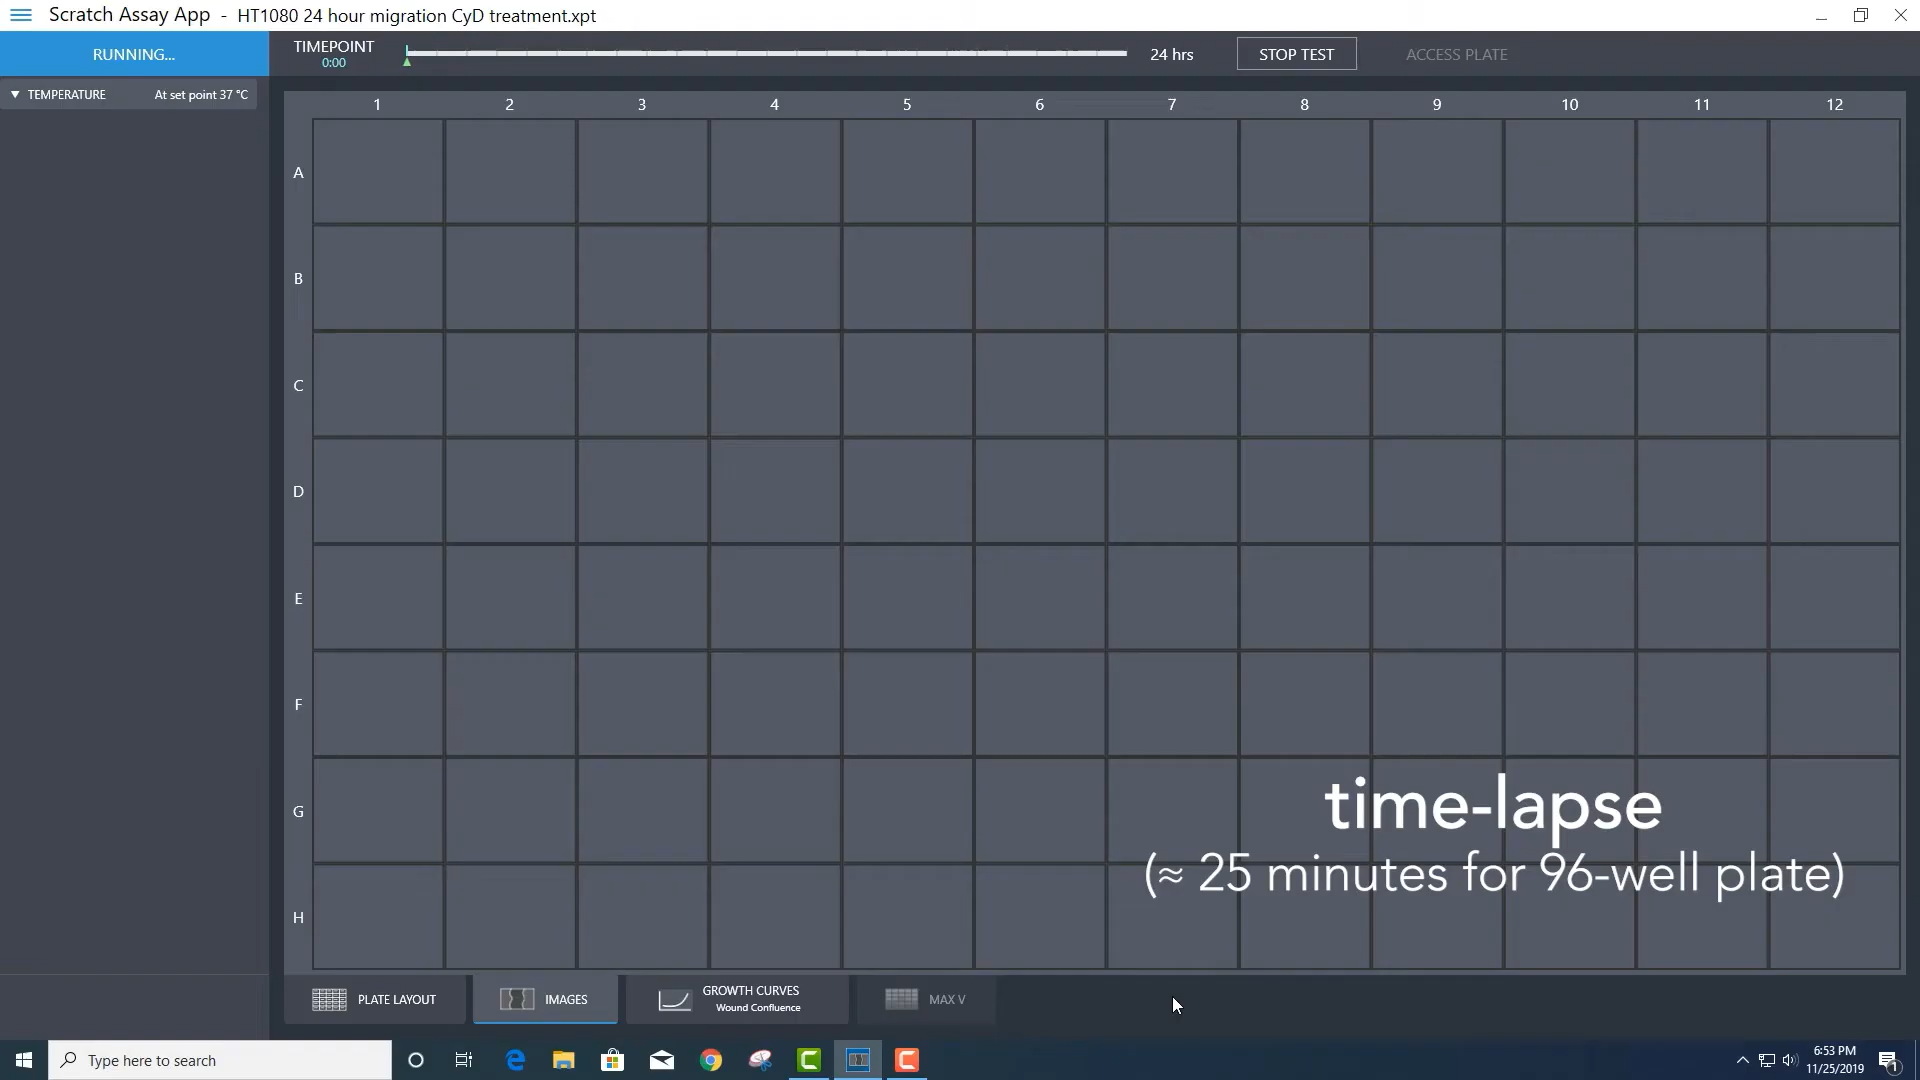 Scratch Assay App - HT1080 24 hour migration CyD treatment.xpt
RUNNING...
TIMEPOINT
0:00
24 hrs
STOP TEST
ACCESS PLATE
TEMPERATURE At set point 37 °C
1 2 3 4 5 6 7 8 9 10 11 12
A
B
C
D
E
F
G
H
time-lapse
(≈ 25 minutes for 96-well plate)
PLATE LAYOUT
IMAGES
GROWTH CURVES
Wound Confluence
MAX V
Type here to search
6:53 PM
11/25/2019
1